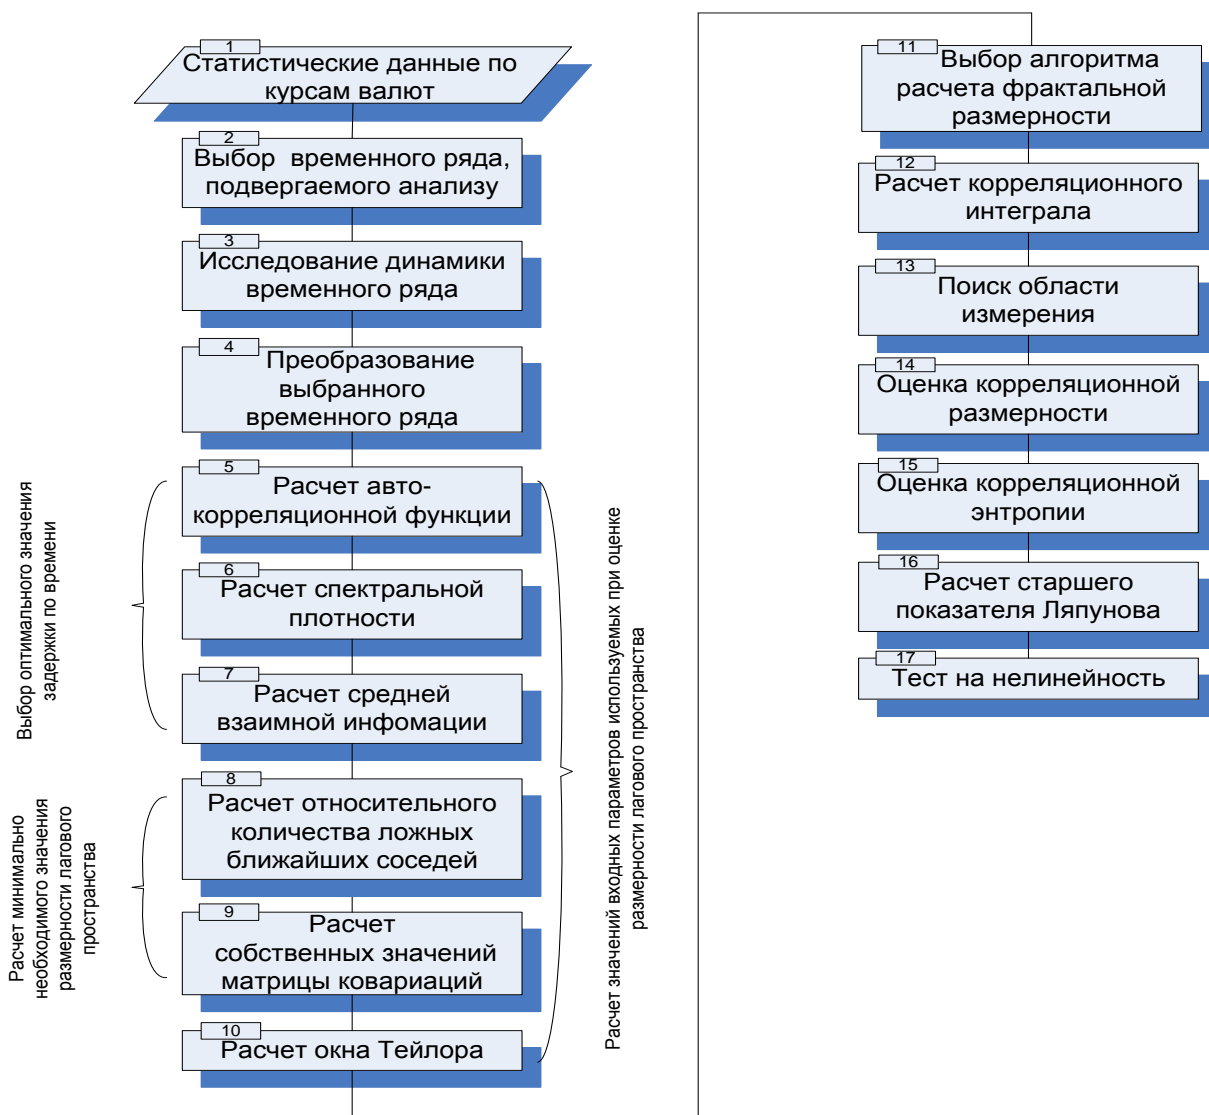 1
Статистические данные по
курсам валют
2
Выбор временного ряда,
подвергаемого анализу
3
Исследование динамики
временного ряда
4
Преобразование
выбранного
временного ряда
5
Расчет авто-
корреляционной функции
6
Расчет спектральной
плотности
7
Расчет средней
взаимной инфомации
8
Расчет относительного
количества ложных
ближайших соседей
9
Расчет
собственных значений
матрицы ковариаций
10
Расчет окна Тейлора
Выбор оптимального значения
задержки по времени
Расчет минимально
необходимого значения
размерности лагового
пространства
Расчет значений входных параметров используемых при оценке
размерности лагового пространства
11
Выбор алгоритма
расчета фрактальной
размерности
12
Расчет корреляционного
интеграла
13
Поиск области
измерения
14
Оценка корреляционной
размерности
15
Оценка корреляционной
энтропии
16
Расчет старшего
показателя Ляпунова
17
Тест на нелинейность